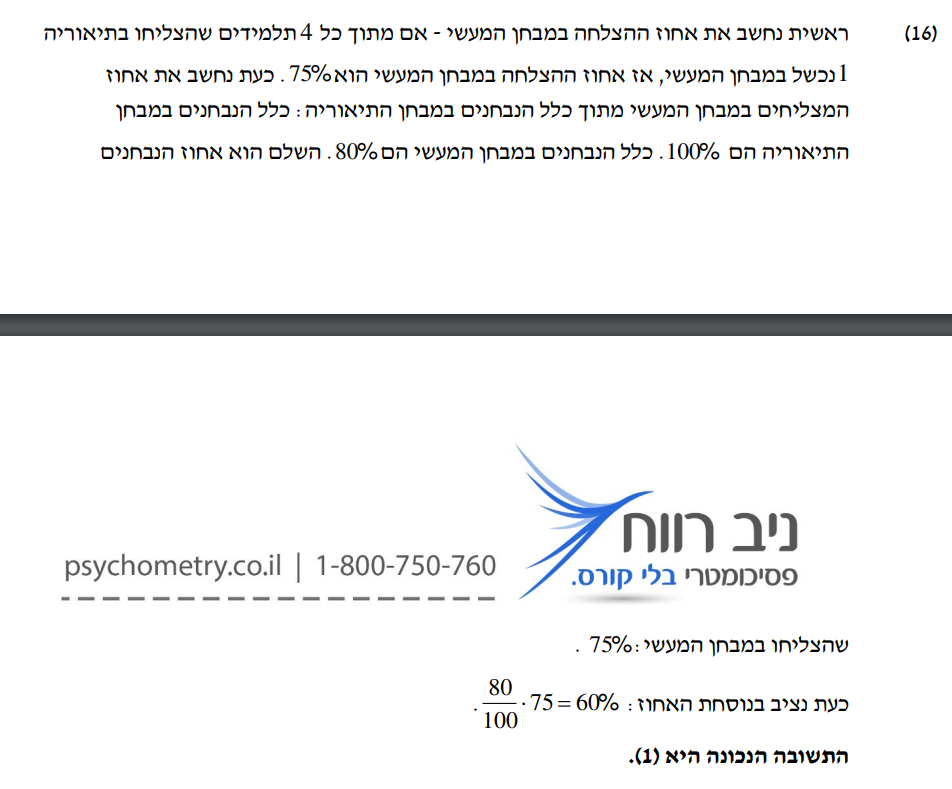 (16) ראשית נחשב את אחוז ההצלחה במבחן המעשי - אם מתוך כל 4 תלמידים שהצליחו בתיאוריה
1 נכשל במבחן המעשי, אז אחוז ההצלחה במבחן המעשי הוא 75%. כעת נחשב את אחוז
המצליחים במבחן המעשי מתוך כלל הנבחנים במבחן התיאוריה: כלל הנבחנים במבחן
התיאוריה הם 100%. כלל הנבחנים במבחן המעשי הם 80%. השלם הוא אחוז הנבחנים
ניב רווח
פסיכומטרי בלי קורס.
psychometry.co.il | 1-800-750-760
שהצליחו במבחן המעשי: 75%.
כעת נציב בנוסחת האחוז: 80/100 · 75 = 60%.
התשובה הנכונה היא (1).